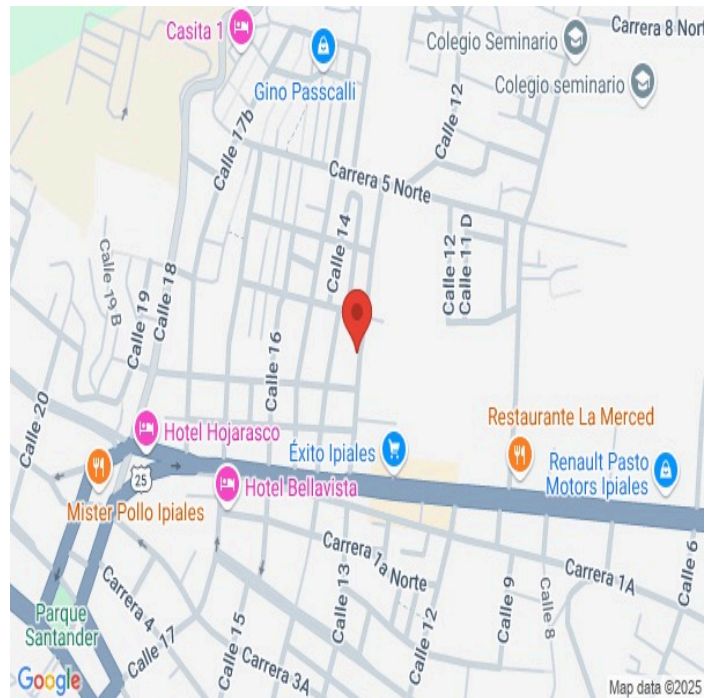 Casita 1
Gino Passcalli
Colegio Seminario
Carrera 8 Nort
Colegio seminario
Calle 12
Calle 17b
Carrera 5 Norte
Calle 14
Calle 12
Calle 11 D
Calle 19 B
Calle 19
Calle 18
Calle 16
Calle 20
Hotel Hojarasco
Éxito Ipiales
Restaurante La Merced
Renault Pasto
Motors Ipiales
25
Hotel Bellavista
Mister Pollo Ipiales
Carrera 1a Norte
Carrera 1A
Calle 6
Calle 13
Calle 12
Calle 9
Calle 8
Parque
Santander
Carrera 4
Calle 17
Calle 15
Carrera 3A
Google
Map data ©2025